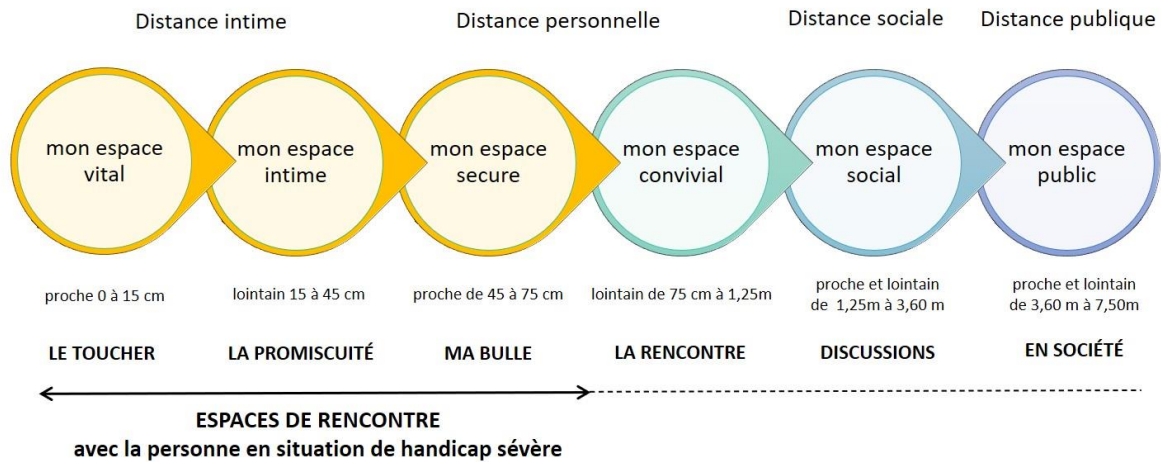 Distance intime
Distance personnelle
Distance sociale
Distance publique
mon espace
vital
mon espace
intime
mon espace
secure
mon espace
convivial
mon espace
social
mon espace
public
proche 0 à 15 cm
lointain 15 à 45 cm
proche de 45 à 75 cm
lointain de 75 cm à 1,25m
proche et lointain
de 1,25m à 3,60 m
proche et lointain
de 3,60 m à 7,50m
LE TOUCHER
LA PROMISCUITÉ
MA BULLE
LA RENCONTRE
DISCUSSIONS
EN SOCIÉTÉ
ESPACES DE RENCONTRE
avec la personne en situation de handicap sévère